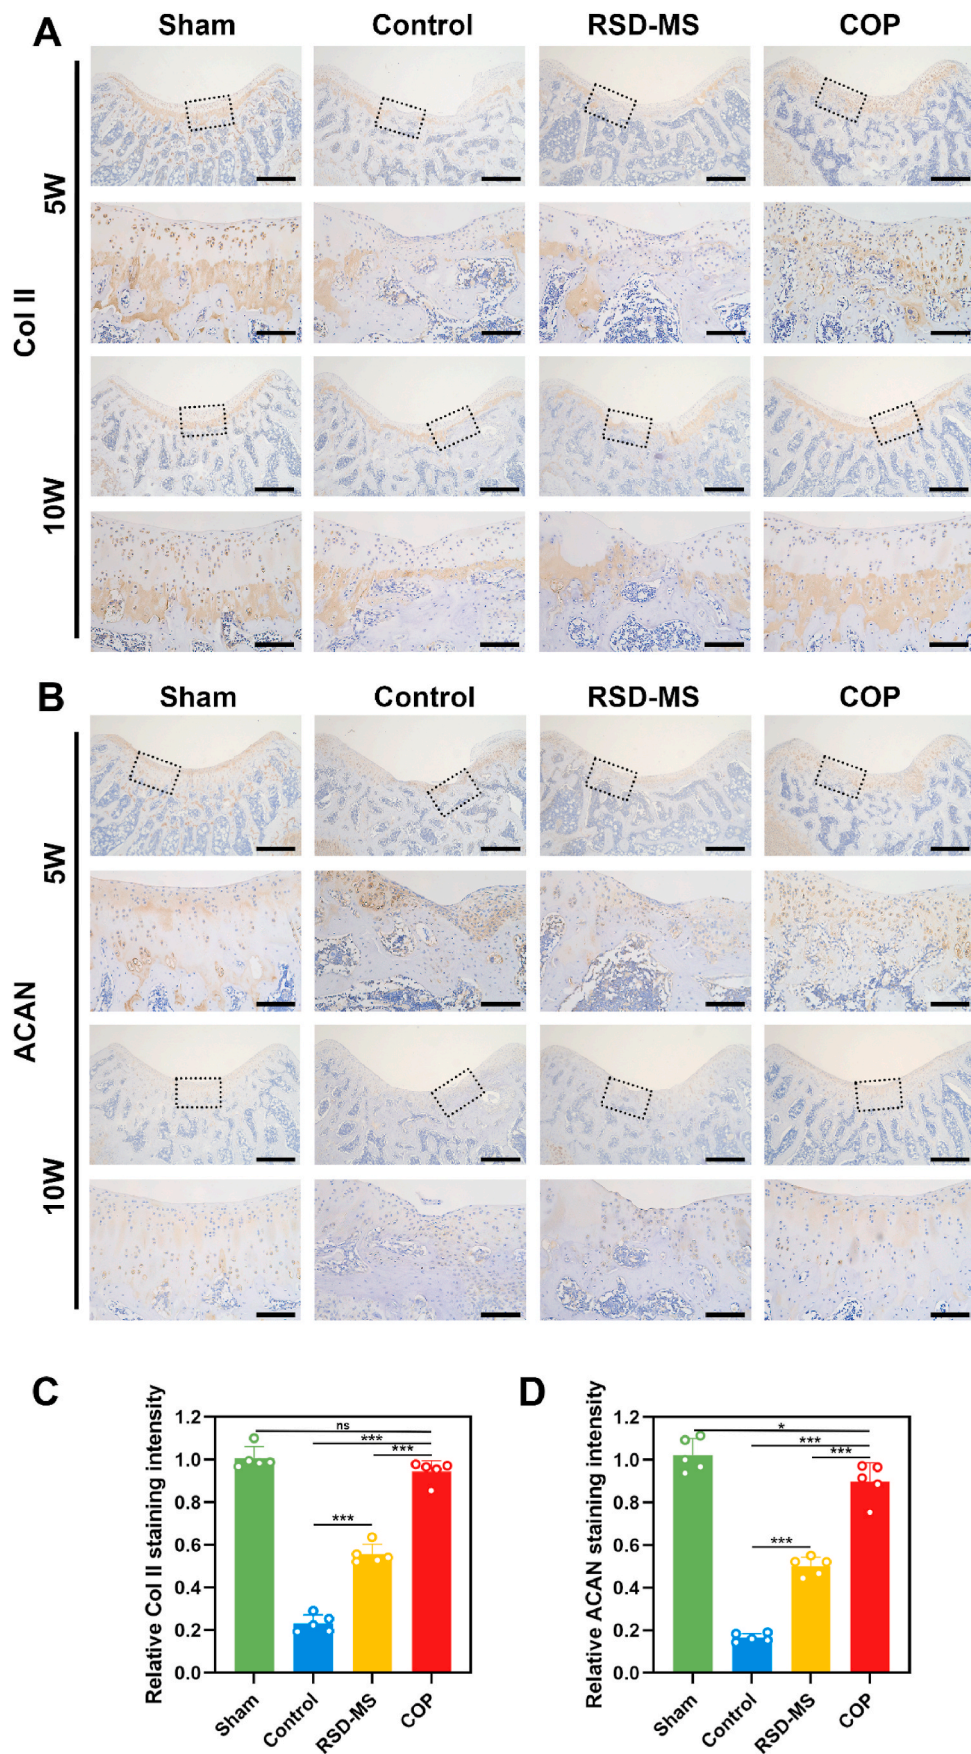 A
Sham Control RSD-MS COP
Col II
5W
10W
B
Sham Control RSD-MS COP
ACAN
5W
10W
C
Relative Col II staining intensity
1.2
1.0
0.8
0.6
0.4
0.2
0.0
ns
***
***
***
Sham Control RSD-MS COP
D
Relative ACAN staining intensity
1.2
1.0
0.8
0.6
0.4
0.2
0.0
*
***
***
***
Sham Control RSD-MS COP